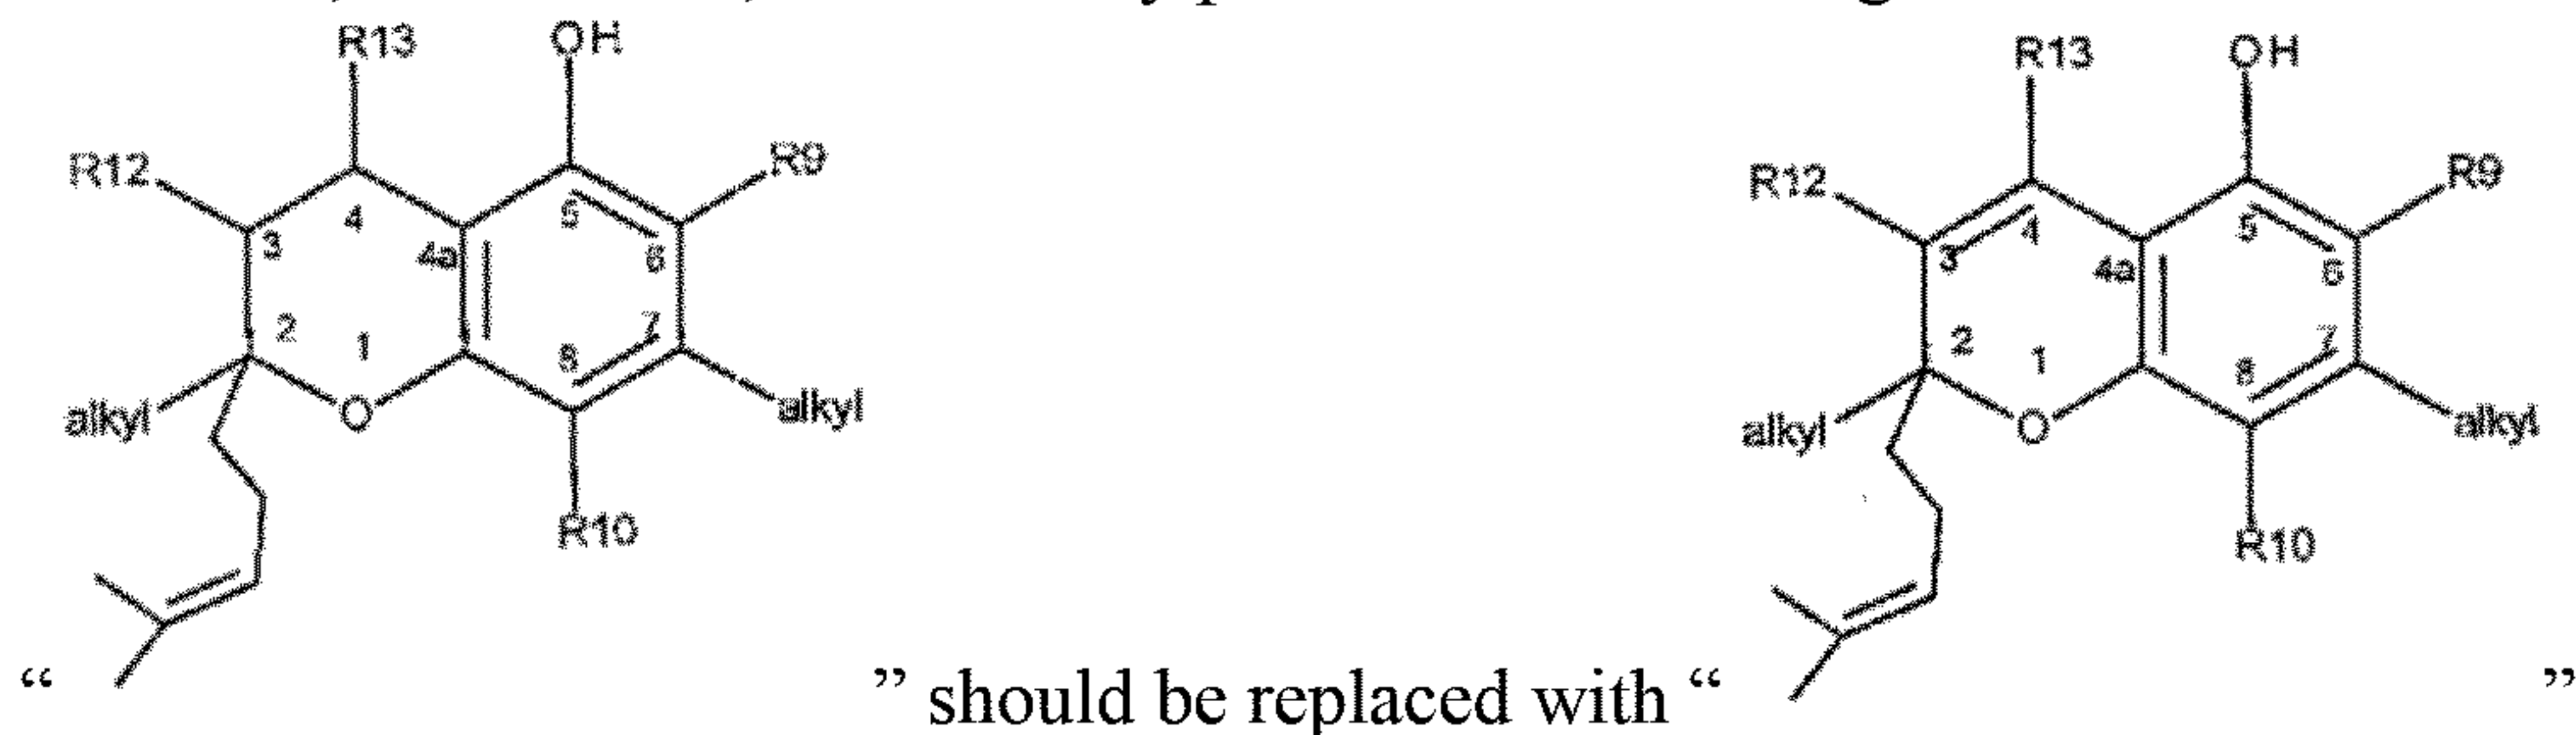 R13 OH R13 OH
R12 R9 R12 R9
3 4 4a 5 6 3 4 4a 5 6
2 1 8 7 2 1 8 7
alkyl O alkyl alkyl O alkyl
R10 R10
“ ” should be replaced with “ ”